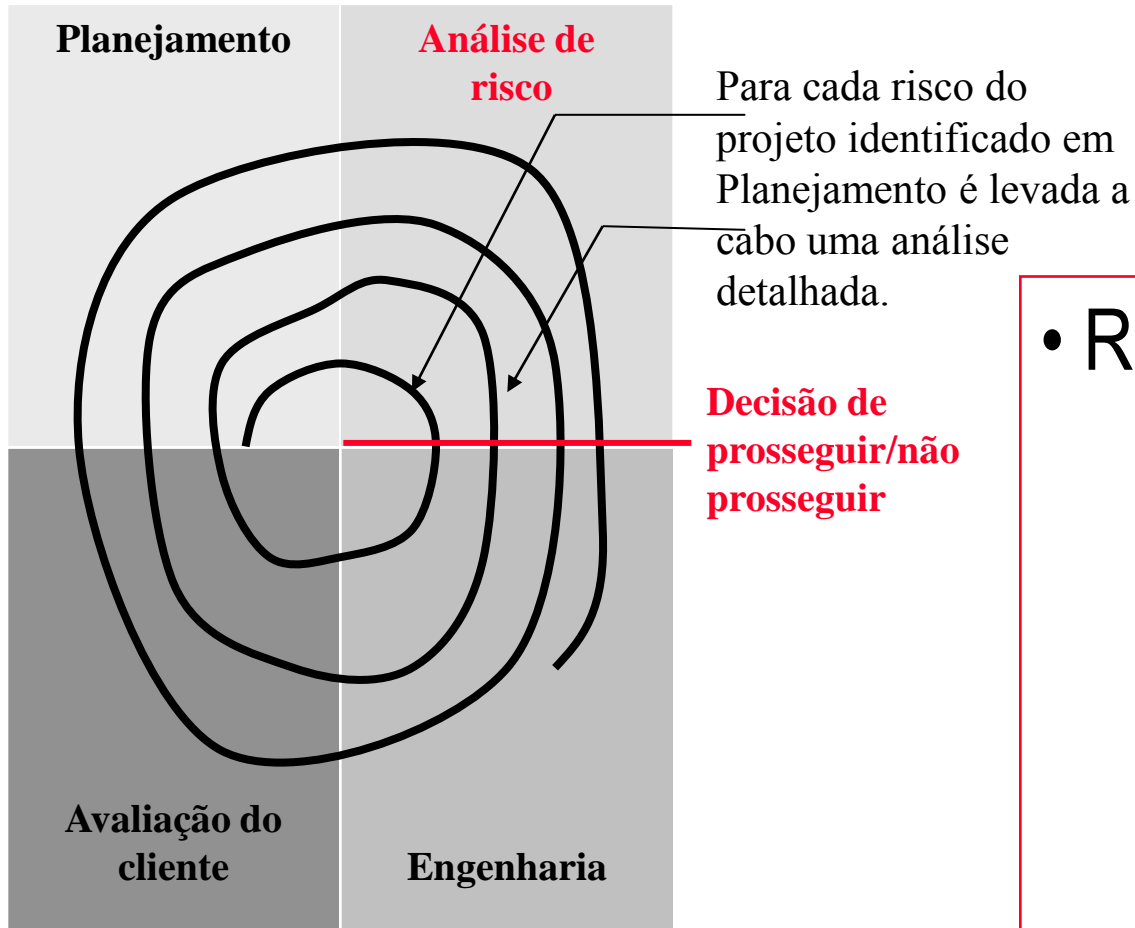 Planejamento
Análise de
risco
Para cada risco do
projeto identificado em
Planejamento é levada a
cabo uma análise
detalhada.
• R
Decisão de
prosseguir/não
prosseguir
Avaliação do
cliente
Engenharia